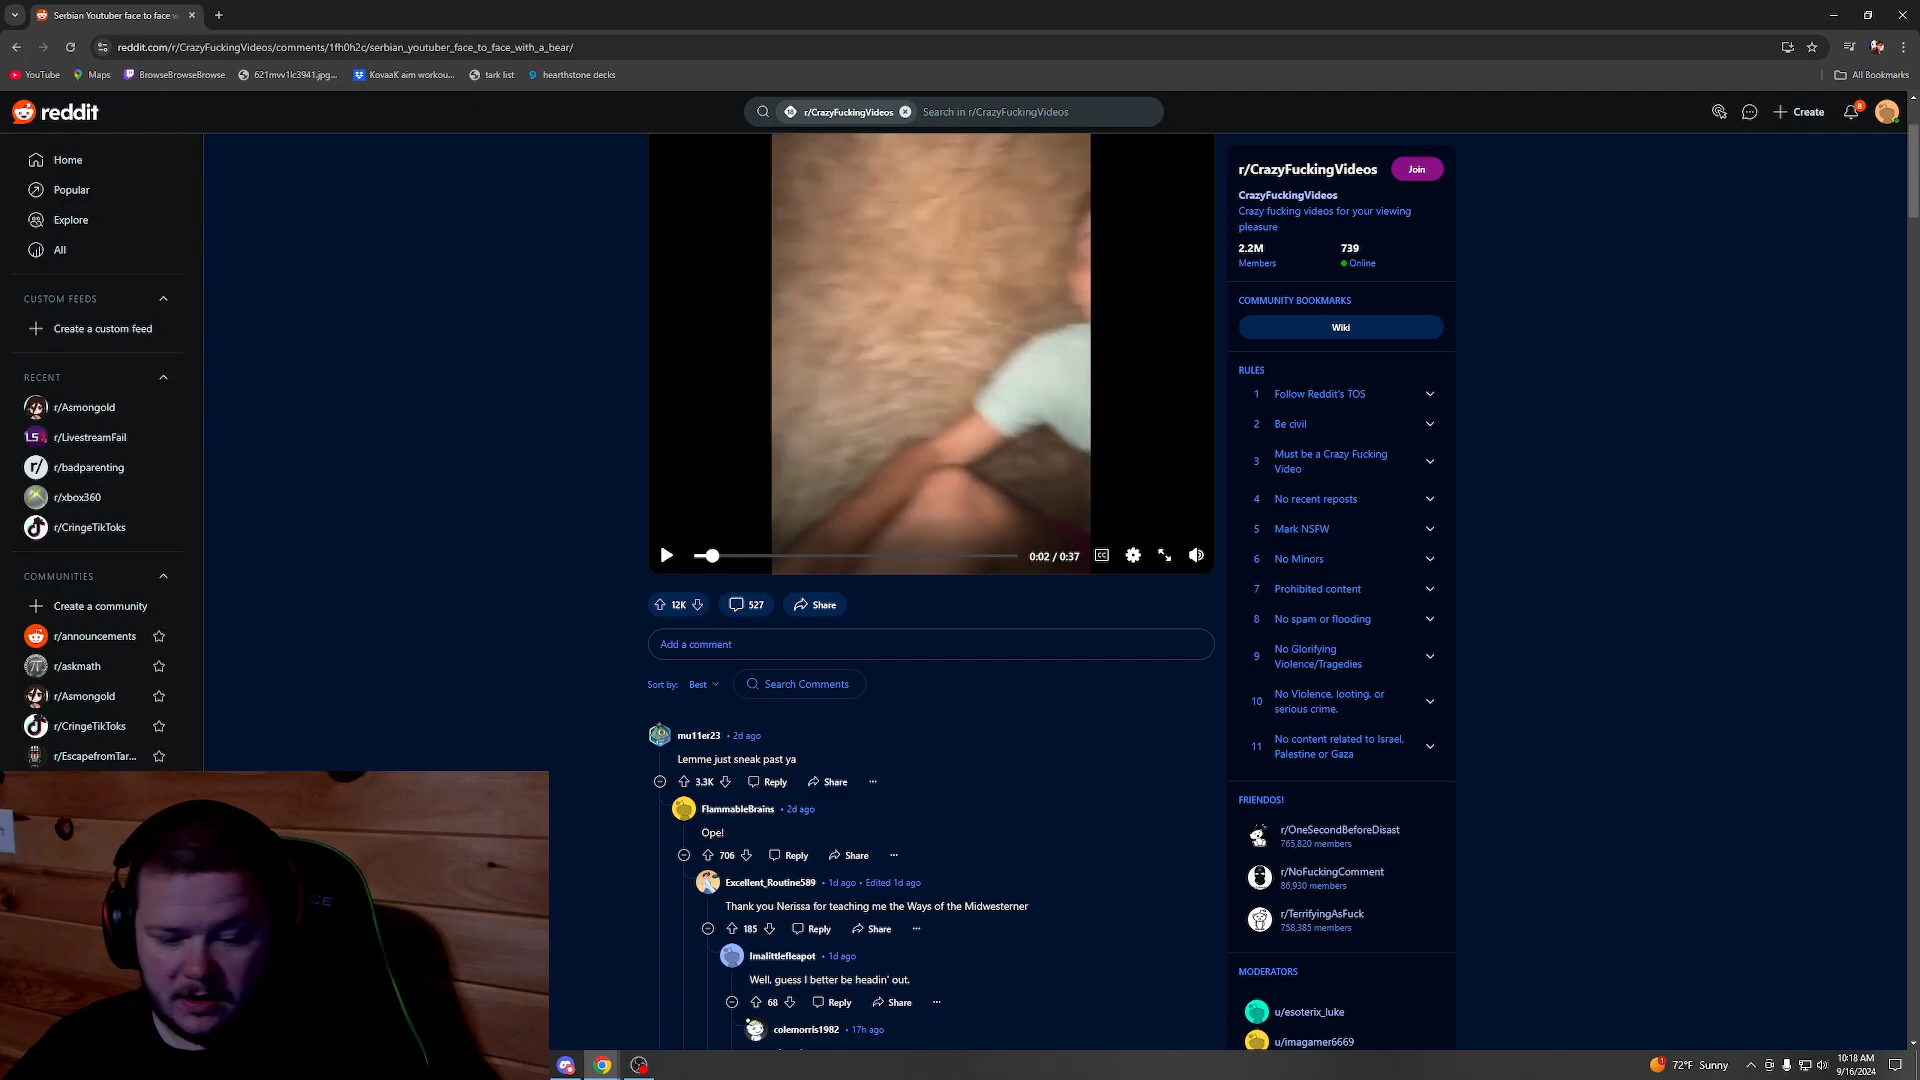 Serbian Youtuber face to face w
reddit.com/r/CrazyFuckingVideos/comments/1fh0h2c/serbian_youtuber_face_to_face_with_a_bear/
YouTube
Maps
BrowseBrowseBrowse
621mvv1lc3941.jpg...
KovaaK aim workou...
tark list
hearthstone decks
All Bookmarks
reddit
r/CrazyFuckingVideos
Search in r/CrazyFuckingVideos
Create
8
Home
Popular
Explore
All
CUSTOM FEEDS
Create a custom feed
RECENT
r/Asmongold
r/LivestreamFail
r/badparenting
r/xbox360
r/CringeTikToks
COMMUNITIES
Create a community
r/announcements
r/askmath
r/Asmongold
r/CringeTikToks
r/EscapefromTar...
0:02 / 0:37
CC
12K
527
Share
Add a comment
Sort by:
Best
Search Comments
mu11er23 • 2d ago
Lemme just sneak past ya
3.3K
Reply
Share
...
FlammableBrains • 2d ago
Ope!
706
Reply
Share
...
Excellent_Routine589 • 1d ago • Edited 1d ago
Thank you Nerissa for teaching me the Ways of the Midwesterner
185
Reply
Share
...
Imalittlefleapot • 1d ago
Well, guess I better be headin' out.
68
Reply
Share
...
colemorris1982 • 17h ago
r/CrazyFuckingVideos
Join
CrazyFuckingVideos
Crazy fucking videos for your viewing
pleasure
2.2M
739
Members
Online
COMMUNITY BOOKMARKS
Wiki
RULES
1 Follow Reddit's TOS
2 Be civil
3 Must be a Crazy Fucking
Video
4 No recent reposts
5 Mark NSFW
6 No Minors
7 Prohibited content
8 No spam or flooding
9 No Glorifying
Violence/Tragedies
10 No Violence, looting, or
serious crime.
11 No content related to Israel,
Palestine or Gaza
FRIENDOS!
r/OneSecondBeforeDisast
765,820 members
r/NoFuckingComment
86,930 members
r/TerrifyingAsFuck
758,385 members
MODERATORS
u/esoterix_luke
u/imagamer6669
72°F Sunny
10:18 AM
9/16/2024